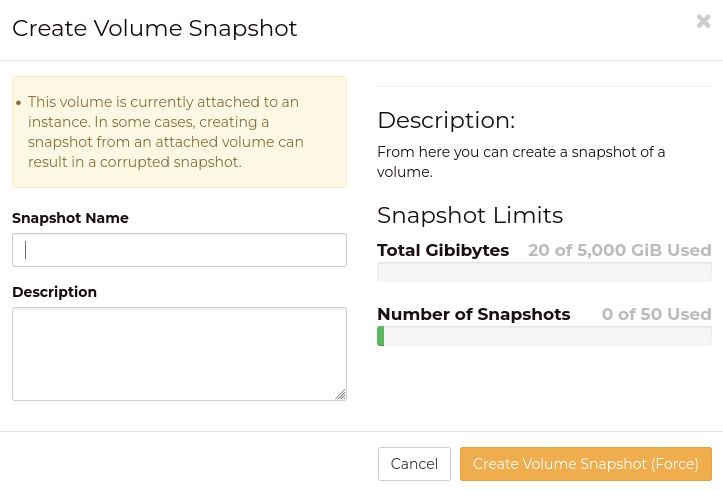 Create Volume Snapshot
This volume is currently attached to an
instance. In some cases, creating a
snapshot from an attached volume can
result in a corrupted snapshot.
Snapshot Name
Description
Description:
From here you can create a snapshot of a
volume.
Snapshot Limits
Total Gibibytes 20 of 5,000 GiB Used
Number of Snapshots 0 of 50 Used
Cancel
Create Volume Snapshot (Force)